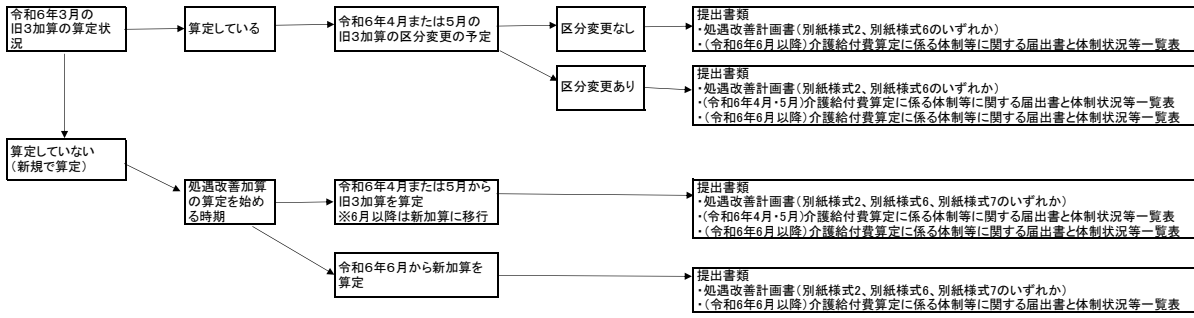 令和6年3月の
旧3加算の算定状
況
算定している
令和6年4月または5月の
旧3加算の区分変更の予定
区分変更なし
提出書類
・処遇改善計画書(別紙様式2、別紙様式6のいずれか)
・(令和6年6月以降)介護給付費算定に係る体制等に関する届出書と体制状況等一覧表
区分変更あり
提出書類
・処遇改善計画書(別紙様式2、別紙様式6のいずれか)
・(令和6年4月・5月)介護給付費算定に係る体制等に関する届出書と体制状況等一覧表
・(令和6年6月以降)介護給付費算定に係る体制等に関する届出書と体制状況等一覧表
算定していない
(新規で算定)
処遇改善加算
の算定を始め
る時期
令和6年4月または5月から
旧3加算を算定
※6月以降は新加算に移行
提出書類
・処遇改善計画書(別紙様式2、別紙様式6、別紙様式7のいずれか)
・(令和6年4月・5月)介護給付費算定に係る体制等に関する届出書と体制状況等一覧表
・(令和6年6月以降)介護給付費算定に係る体制等に関する届出書と体制状況等一覧表
令和6年6月から新加算を
算定
提出書類
・処遇改善計画書(別紙様式2、別紙様式6、別紙様式7のいずれか)
・(令和6年6月以降)介護給付費算定に係る体制等に関する届出書と体制状況等一覧表